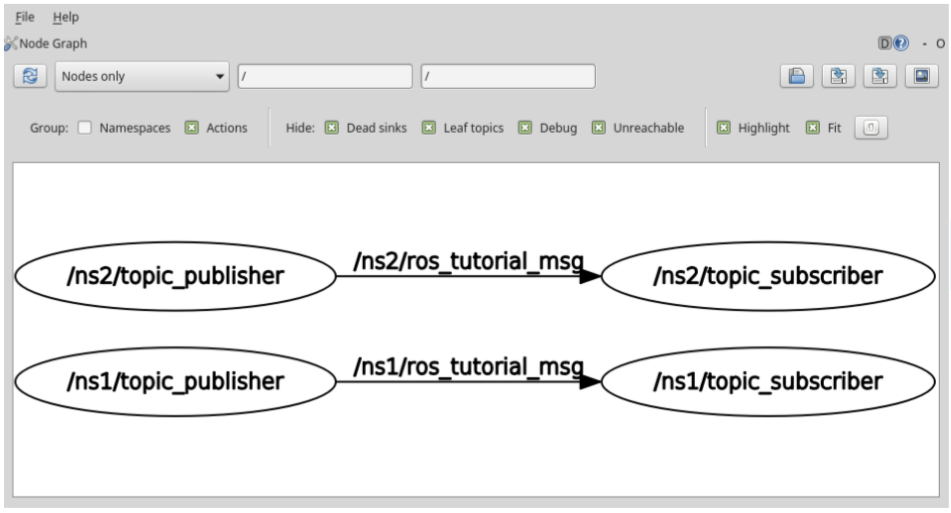 File Help
Node Graph D ? - O
Nodes only / /
Group: Namespaces Actions Hide: Dead sinks Leaf topics Debug Unreachable Highlight Fit
/ns2/topic_publisher /ns2/ros_tutorial_msg /ns2/topic_subscriber
/ns1/topic_publisher /ns1/ros_tutorial_msg /ns1/topic_subscriber